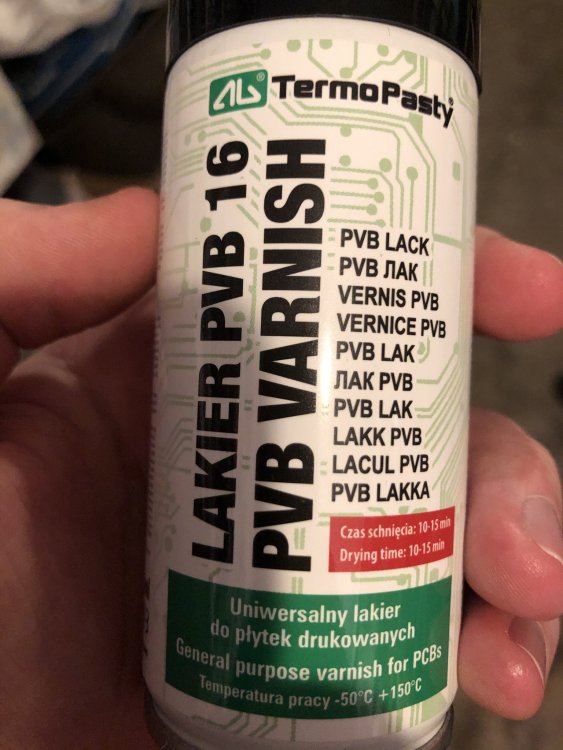 AG® TermoPasty®
LAKIER PVB 16
PVB VARNISH
PVB LACK
PVB ЛАК
VERNIS PVB
VERNICE PVB
PVB LAK
ЛАК PVB
PVB LAK
LAKK PVB
LACUL PVB
PVB LAKKA
Czas schnięcia: 10-15 min
Drying time: 10-15 min
Uniwersalny lakier
do płytek drukowanych
General purpose varnish for PCBs
Temperatura pracy -50°C +150°C